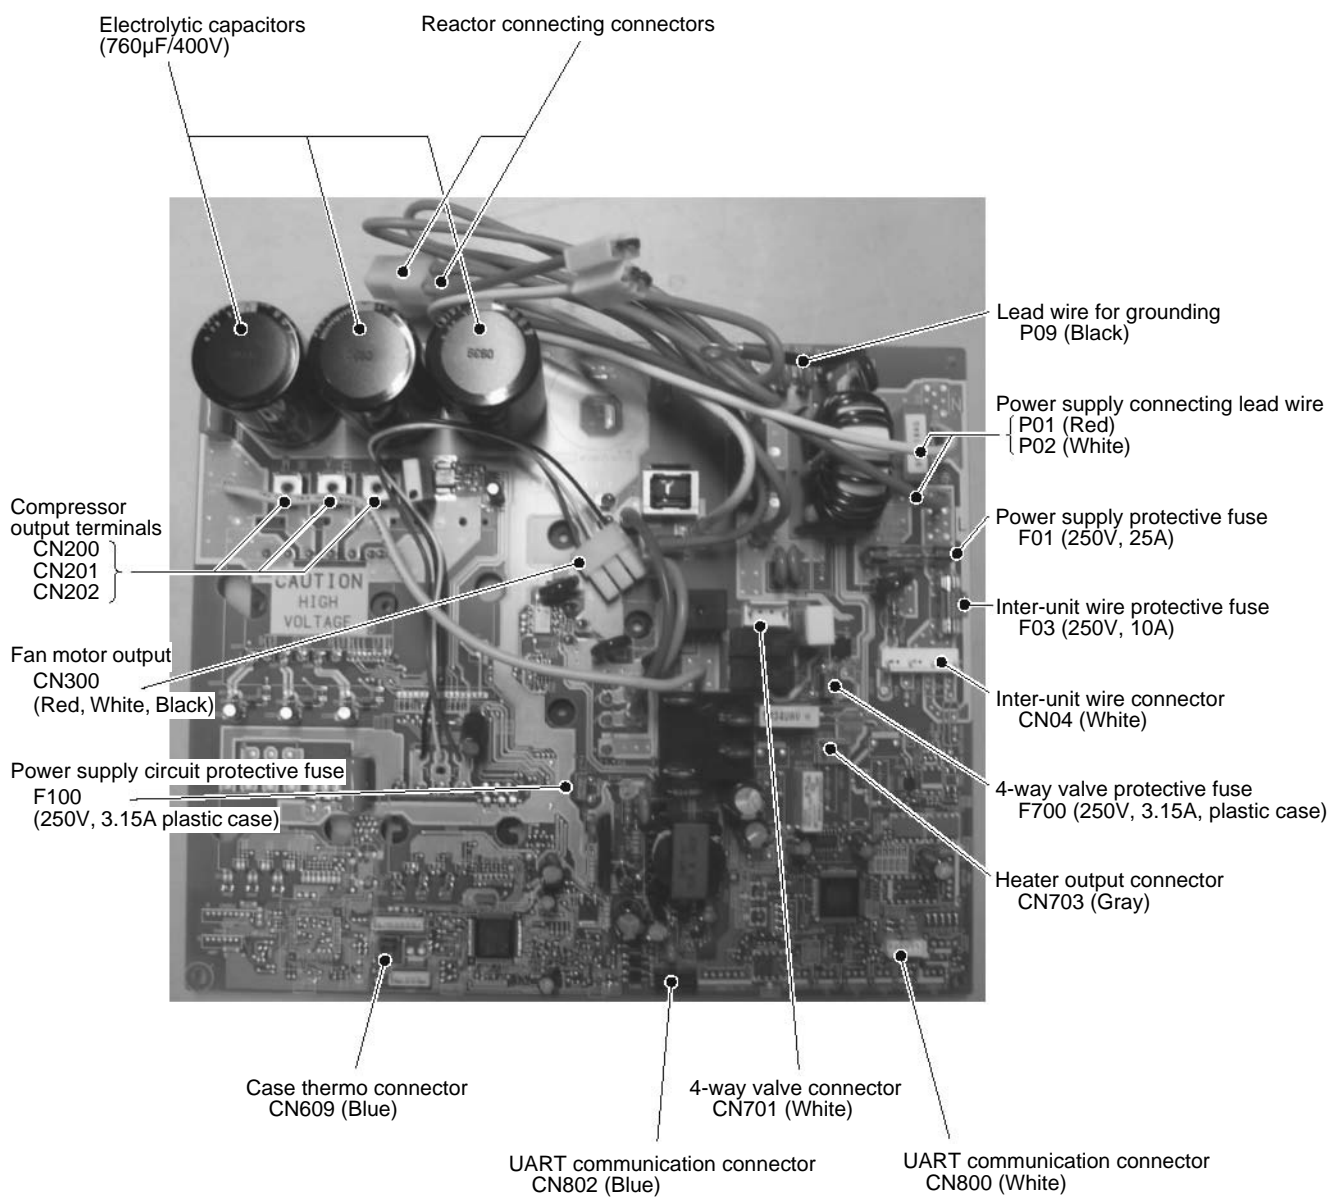 Electrolytic capacitors
(760μF/400V)
Reactor connecting connectors
Lead wire for grounding
P09 (Black)
Power supply connecting lead wire
P01 (Red)
P02 (White)
Compressor
output terminals
CN200
CN201
CN202
Power supply protective fuse
F01 (250V, 25A)
CAUTION
HIGH
VOLTAGE
Inter-unit wire protective fuse
F03 (250V, 10A)
Fan motor output
CN300
(Red, White, Black)
Inter-unit wire connector
CN04 (White)
Power supply circuit protective fuse
F100
(250V, 3.15A plastic case)
4-way valve protective fuse
F700 (250V, 3.15A, plastic case)
Heater output connector
CN703 (Gray)
Case thermo connector
CN609 (Blue)
4-way valve connector
CN701 (White)
UART communication connector
CN802 (Blue)
UART communication connector
CN800 (White)